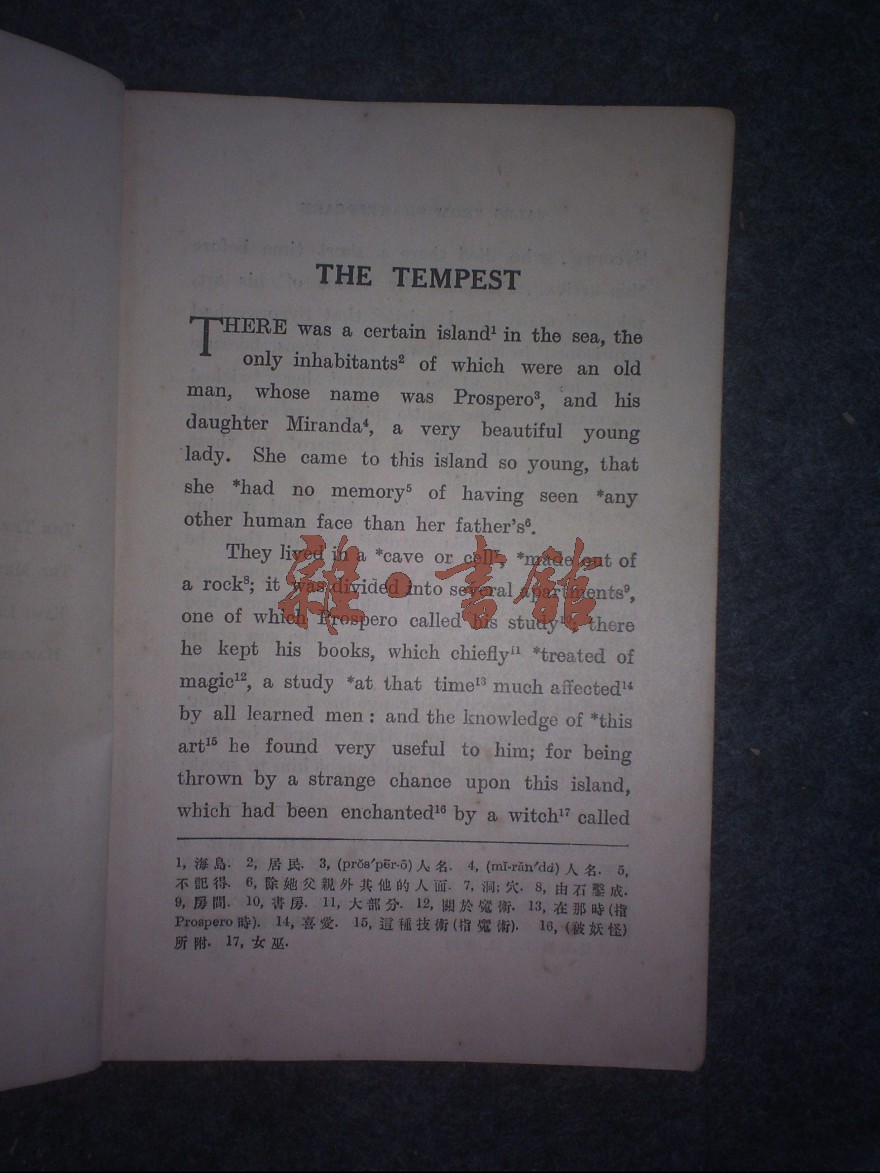 THE TEMPEST
THERE was a certain island¹ in the sea, the
only inhabitants² of which were an old
man, whose name was Prospero³, and his
daughter Miranda⁴, a very beautiful young
lady. She came to this island so young, that
she *had no memory⁵ of having seen *any
other human face than her father's⁶.
They lived in a *cave or cell⁷, *made out of
a rock⁸; it was divided into several apartments⁹,
one of which Prospero called his study¹⁰; there
he kept his books, which chiefly¹¹ *treated of
magic¹², a study *at that time¹³ much affected¹⁴
by all learned men: and the knowledge of *this
art¹⁵ he found very useful to him; for being
thrown by a strange chance upon this island,
which had been enchanted¹⁶ by a witch¹⁷ called
1, 海島. 2, 居民. 3, (prŏs′pēr-ō) 人名. 4, (mĭ-răn′dȧ) 人名. 5,
不記得. 6, 除她父親外其他的人面. 7, 洞; 穴. 8, 由石鑿成.
9, 房間. 10, 書房. 11, 大部分. 12, 關於魔術. 13, 在那時 (指
Prospero 時). 14, 喜愛. 15, 這種技術 (指魔術). 16, (被妖怪)
所附. 17, 女巫.
雜·書館